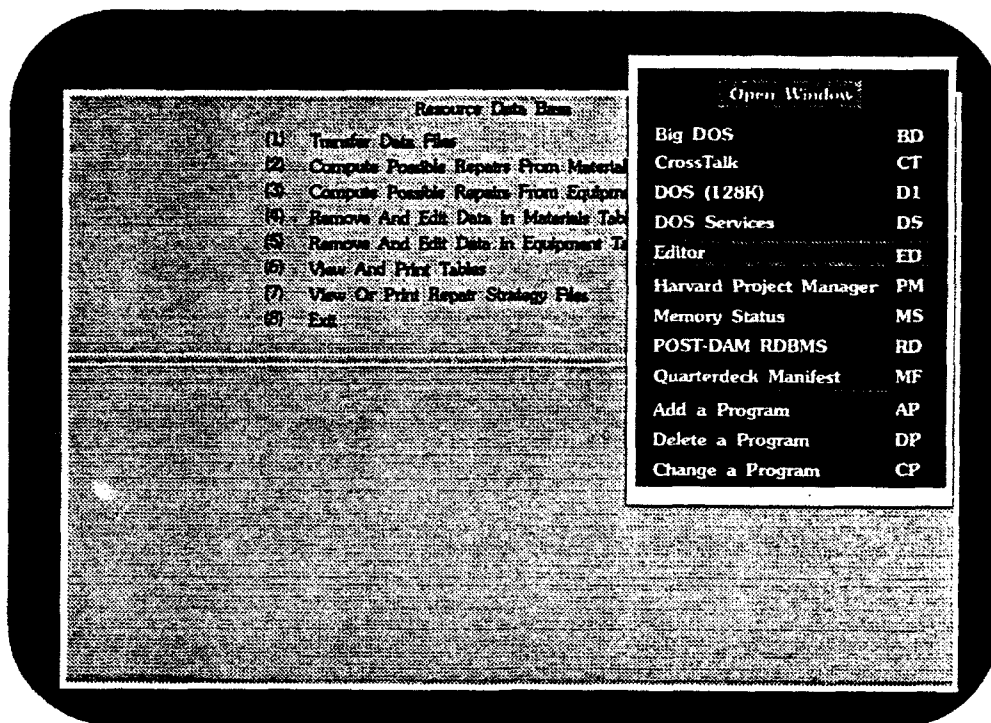 Resource Data Base
(1) Transfer Data Files
(2) Compute Possible Repairs From Material
(3) Compute Possible Repairs From Equipme
(4) Remove And Edit Data In Materials Tab
(5) Remove And Edit Data In Equipment Ta
(6) View And Print Tables
(7) View Or Print Repair Strategy Files
(8) Exit
Open Window
Big DOS BD
CrossTalk CT
DOS (128K) D1
DOS Services DS
Editor ED
Harvard Project Manager PM
Memory Status MS
POST-DAM RDBMS RD
Quarterdeck Manifest MF
Add a Program AP
Delete a Program DP
Change a Program CP